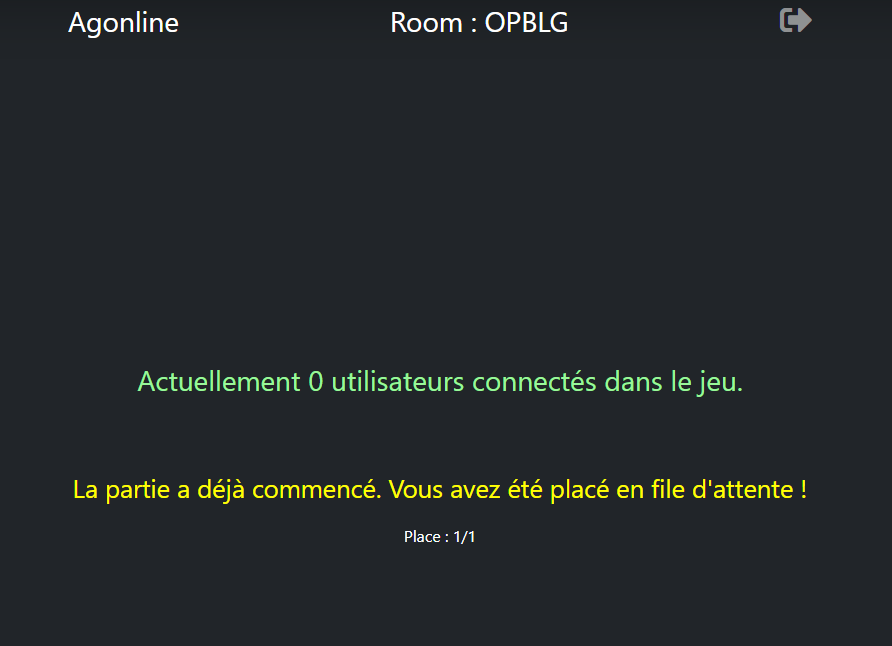 Agonline
Room : OPBLG
Actuellement 0 utilisateurs connectés dans le jeu.
La partie a déjà commencé. Vous avez été placé en file d'attente !
Place : 1/1